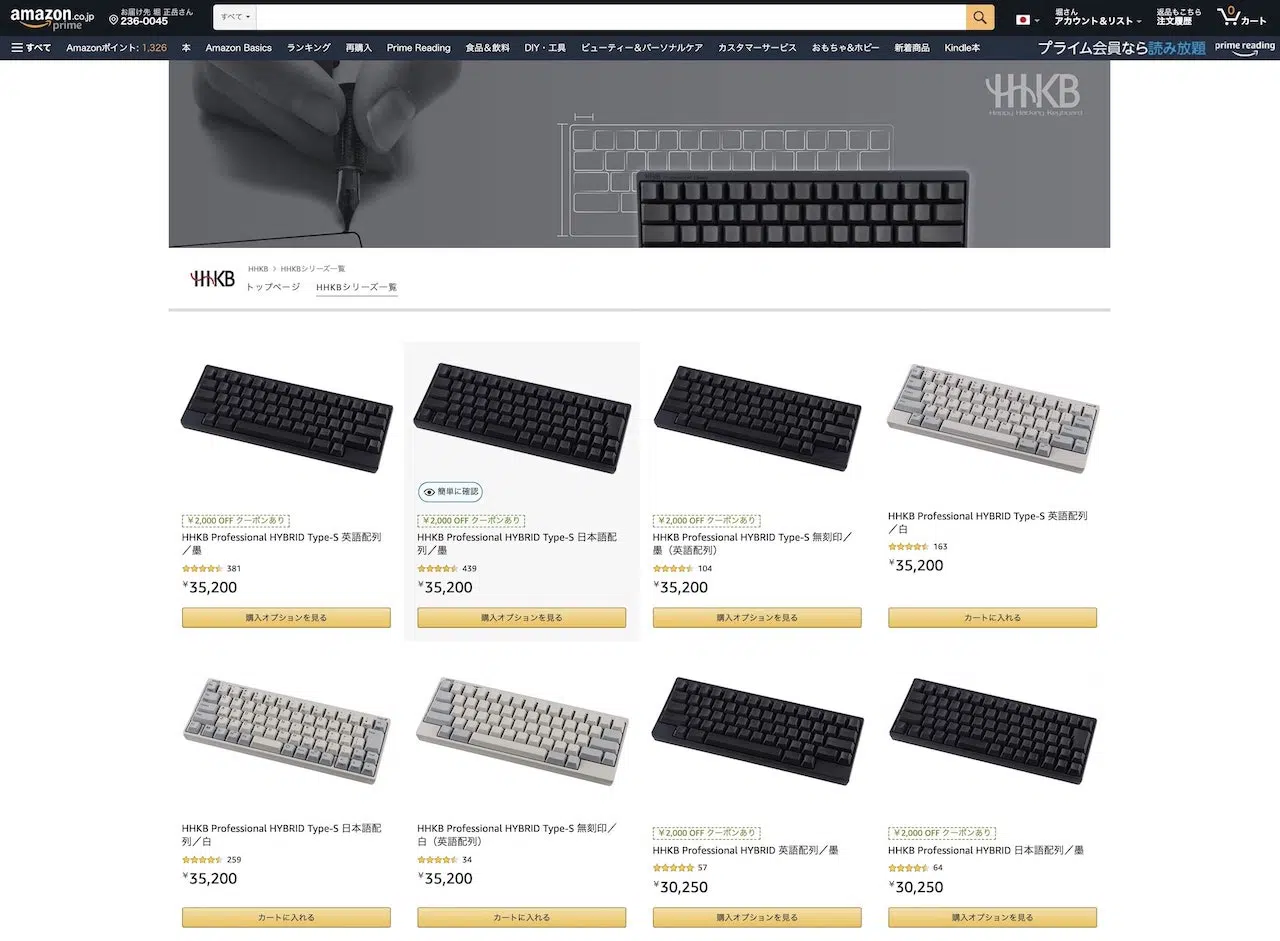 amazon.co.jp
prime
お届け先 堀 正岳さん
236-0045
すべて
堀さん
アカウント＆リスト
返品もこちら
注文履歴
0
カート
すべて
Amazonポイント: 1,326
本
Amazon Basics
ランキング
再購入
Prime Reading
食品＆飲料
DIY・工具
ビューティー＆パーソナルケア
カスタマーサービス
おもちゃ&ホビー
新着商品
Kindle本
プライム会員なら読み放題
prime reading
HHKB
Happy Hacking Keyboard
HHKB
HHKB > HHKBシリーズ一覧
トップページ
HHKBシリーズ一覧
簡単に確認
￥2,000 OFF クーポンあり
HHKB Professional HYBRID Type-S 英語配列
／墨
381
¥35,200
購入オプションを見る
￥2,000 OFF クーポンあり
HHKB Professional HYBRID Type-S 日本語配
列／墨
439
¥35,200
購入オプションを見る
￥2,000 OFF クーポンあり
HHKB Professional HYBRID Type-S 無刻印／
墨（英語配列）
104
¥35,200
購入オプションを見る
HHKB Professional HYBRID Type-S 英語配列
／白
163
¥35,200
カートに入れる
HHKB Professional HYBRID Type-S 日本語配
列／白
259
¥35,200
カートに入れる
HHKB Professional HYBRID Type-S 無刻印／
白（英語配列）
34
¥35,200
カートに入れる
￥2,000 OFF クーポンあり
HHKB Professional HYBRID 英語配列／墨
57
¥30,250
購入オプションを見る
￥2,000 OFF クーポンあり
HHKB Professional HYBRID 日本語配列／墨
64
¥30,250
購入オプションを見る